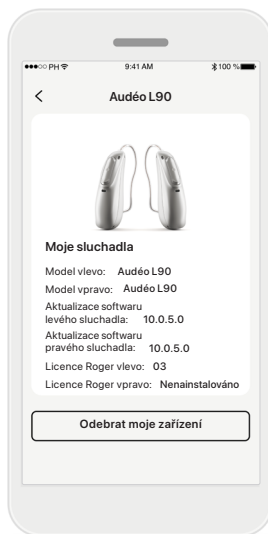 PH 9:41 AM 100 %
Audéo L90
Moje sluchadla
Model vlevo: Audéo L90
Model vpravo: Audéo L90
Aktualizace softwaru
levého sluchadla: 10.0.5.0
Aktualizace softwaru
pravého sluchadla: 10.0.5.0
Licence Roger vlevo: 03
Licence Roger vpravo: Nenainstalováno
Odebrat moje zařízení